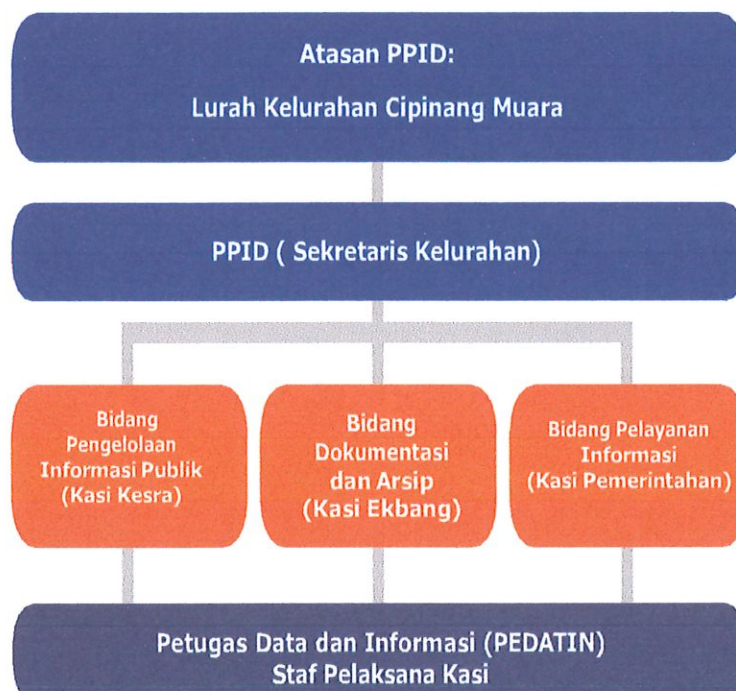 Atasan PPID:
Lurah Kelurahan Cipinang Muara
PPID ( Sekretaris Kelurahan)
Bidang
Pengelolaan
Informasi Publik
(Kasi Kesra)
Bidang
Dokumentasi
dan Arsip
(Kasi Ekbang)
Bidang Pelayanan
Informasi
(Kasi Pemerintahan)
Petugas Data dan Informasi (PEDATIN)
Staf Pelaksana Kasi